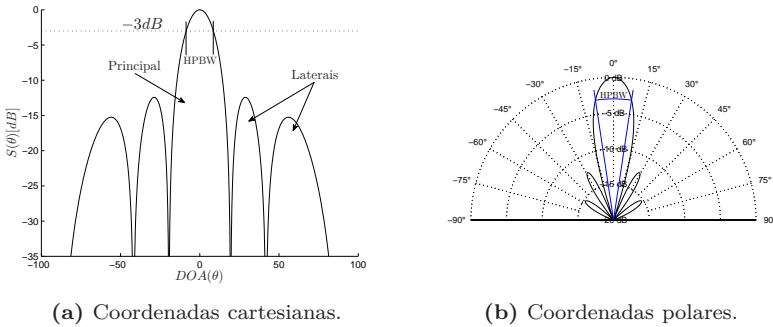 −3dB
Principal
HPBW
Laterais
S(θ)[dB]
0
−5
−10
−15
−20
−25
−30
−35
−100
−50
0
50
100
DOA(θ)
(a) Coordenadas cartesianas.
0°
−15°
15°
−30°
30°
−45°
45°
−60°
60°
−75°
75°
−90°
90
0 dB
HPBW
−5 dB
−10 dB
−15 dB
−20 dB
(b) Coordenadas polares.